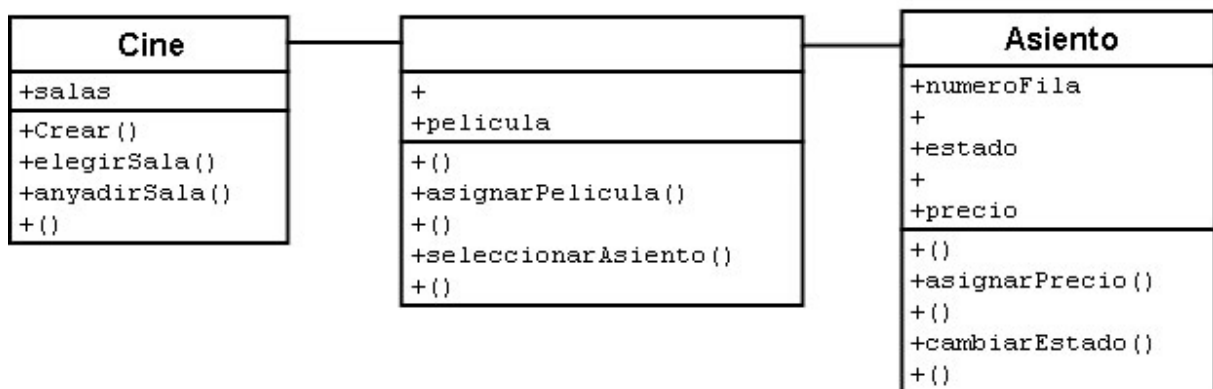 Cine
+salas
+Crear()
+elegirSala()
+anyadirSala()
+()
+
+pelicula
+()
+asignarPelicula()
+()
+seleccionarAsiento()
+()
Asiento
+numeroFila
+
+estado
+
+precio
+()
+asignarPrecio()
+()
+cambiarEstado()
+()